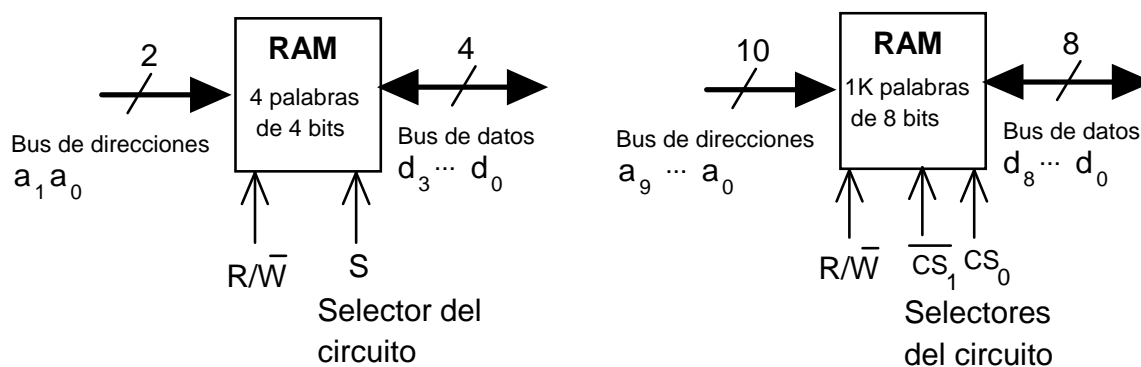 2
RAM
4 palabras
de 4 bits
4
Bus de direcciones
a₁a₀
Bus de datos
d₃ ··· d₀
R/W̅
S
Selector del
circuito
10
RAM
1K palabras
de 8 bits
8
Bus de direcciones
a₉ ··· a₀
Bus de datos
d₈ ··· d₀
R/W̅
C̅S̅₁ CS₀
Selectores
del circuito